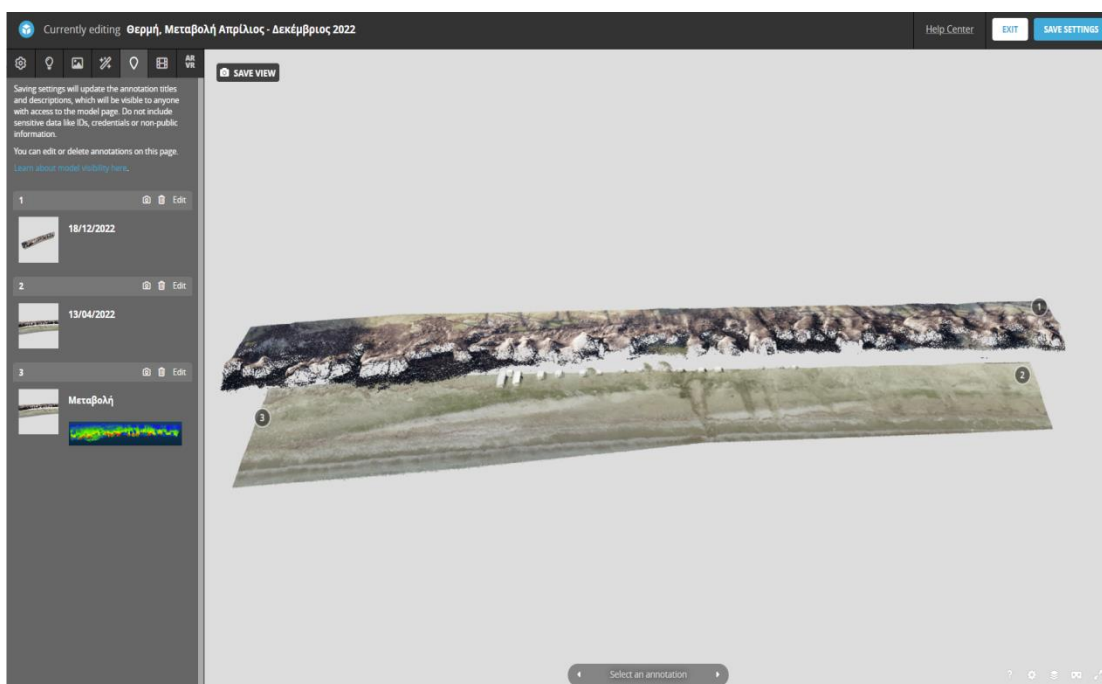 Currently editing Θερμή, Μεταβολή Απρίλιος - Δεκέμβριος 2022
Help Center
EXIT
SAVE SETTINGS
AR
VR
Saving settings will update the annotation titles
and descriptions, which will be visible to anyone
with access to the model page. Do not include
sensitive data like IDs, credentials or non-public
information.
You can edit or delete annotations on this page.
Learn about model visibility here.
1 Edit
18/12/2022
2 Edit
13/04/2022
3 Edit
Μεταβολή
SAVE VIEW
1
2
3
Select an annotation
?